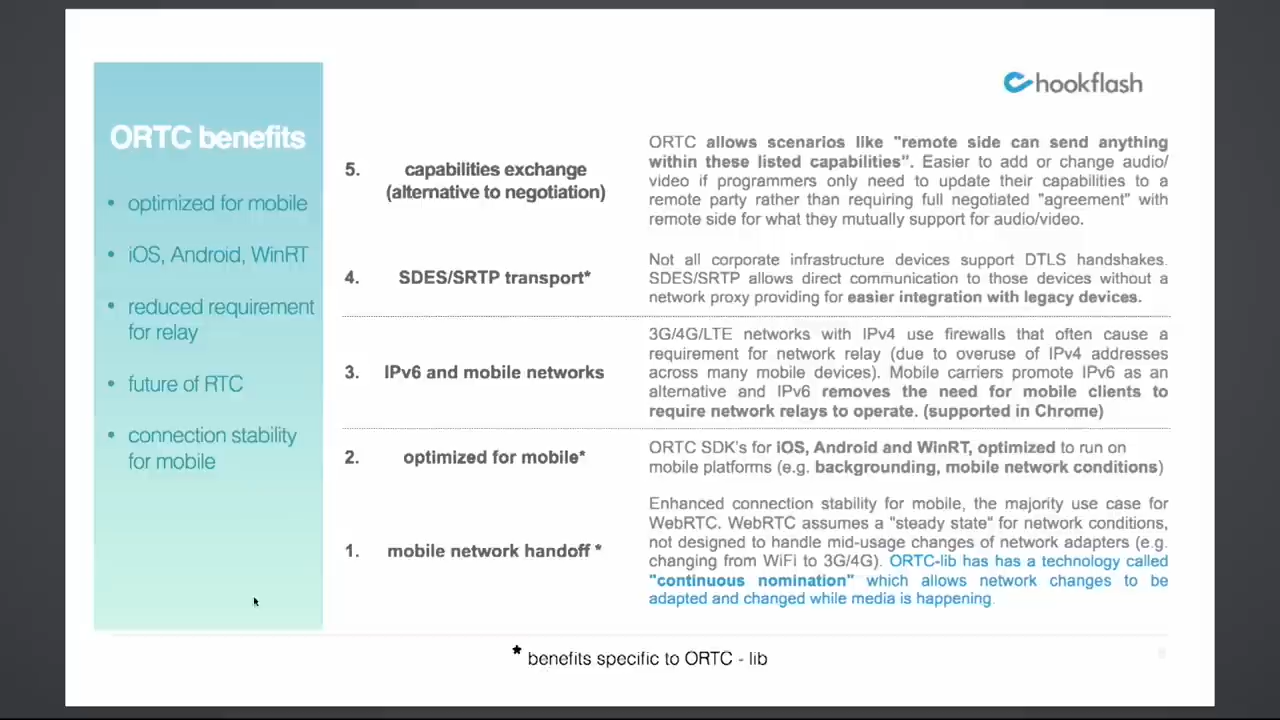 hookflash
ORTC benefits
• optimized for mobile
• iOS, Android, WinRT
• reduced requirement
for relay
• future of RTC
• connection stability
for mobile
5. capabilities exchange
(alternative to negotiation)
ORTC allows scenarios like "remote side can send anything
within these listed capabilities". Easier to add or change audio/
video if programmers only need to update their capabilities to a
remote party rather than requiring full negotiated "agreement" with
remote side for what they mutually support for audio/video.
4. SDES/SRTP transport*
Not all corporate infrastructure devices support DTLS handshakes.
SDES/SRTP allows direct communication to those devices without a
network proxy providing for easier integration with legacy devices.
3. IPv6 and mobile networks
3G/4G/LTE networks with IPv4 use firewalls that often cause a
requirement for network relay (due to overuse of IPv4 addresses
across many mobile devices). Mobile carriers promote IPv6 as an
alternative and IPv6 removes the need for mobile clients to
require network relays to operate. (supported in Chrome)
2. optimized for mobile*
ORTC SDK's for iOS, Android and WinRT, optimized to run on
mobile platforms (e.g. backgrounding, mobile network conditions)
1. mobile network handoff *
Enhanced connection stability for mobile, the majority use case for
WebRTC. WebRTC assumes a "steady state" for network conditions,
not designed to handle mid-usage changes of network adapters (e.g.
changing from WiFi to 3G/4G). ORTC-lib has has a technology called
"continuous nomination" which allows network changes to be
adapted and changed while media is happening.
* benefits specific to ORTC - lib